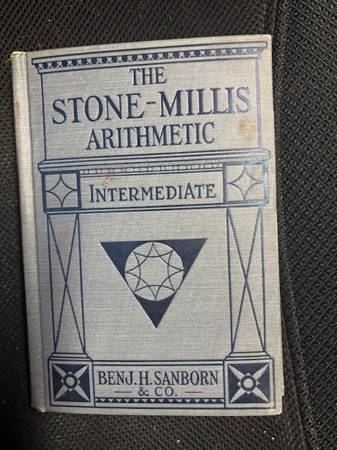 THE
STONE-MILLIS
ARITHMETIC
INTERMEDIATE
BENJ. H. SANBORN
& CO.